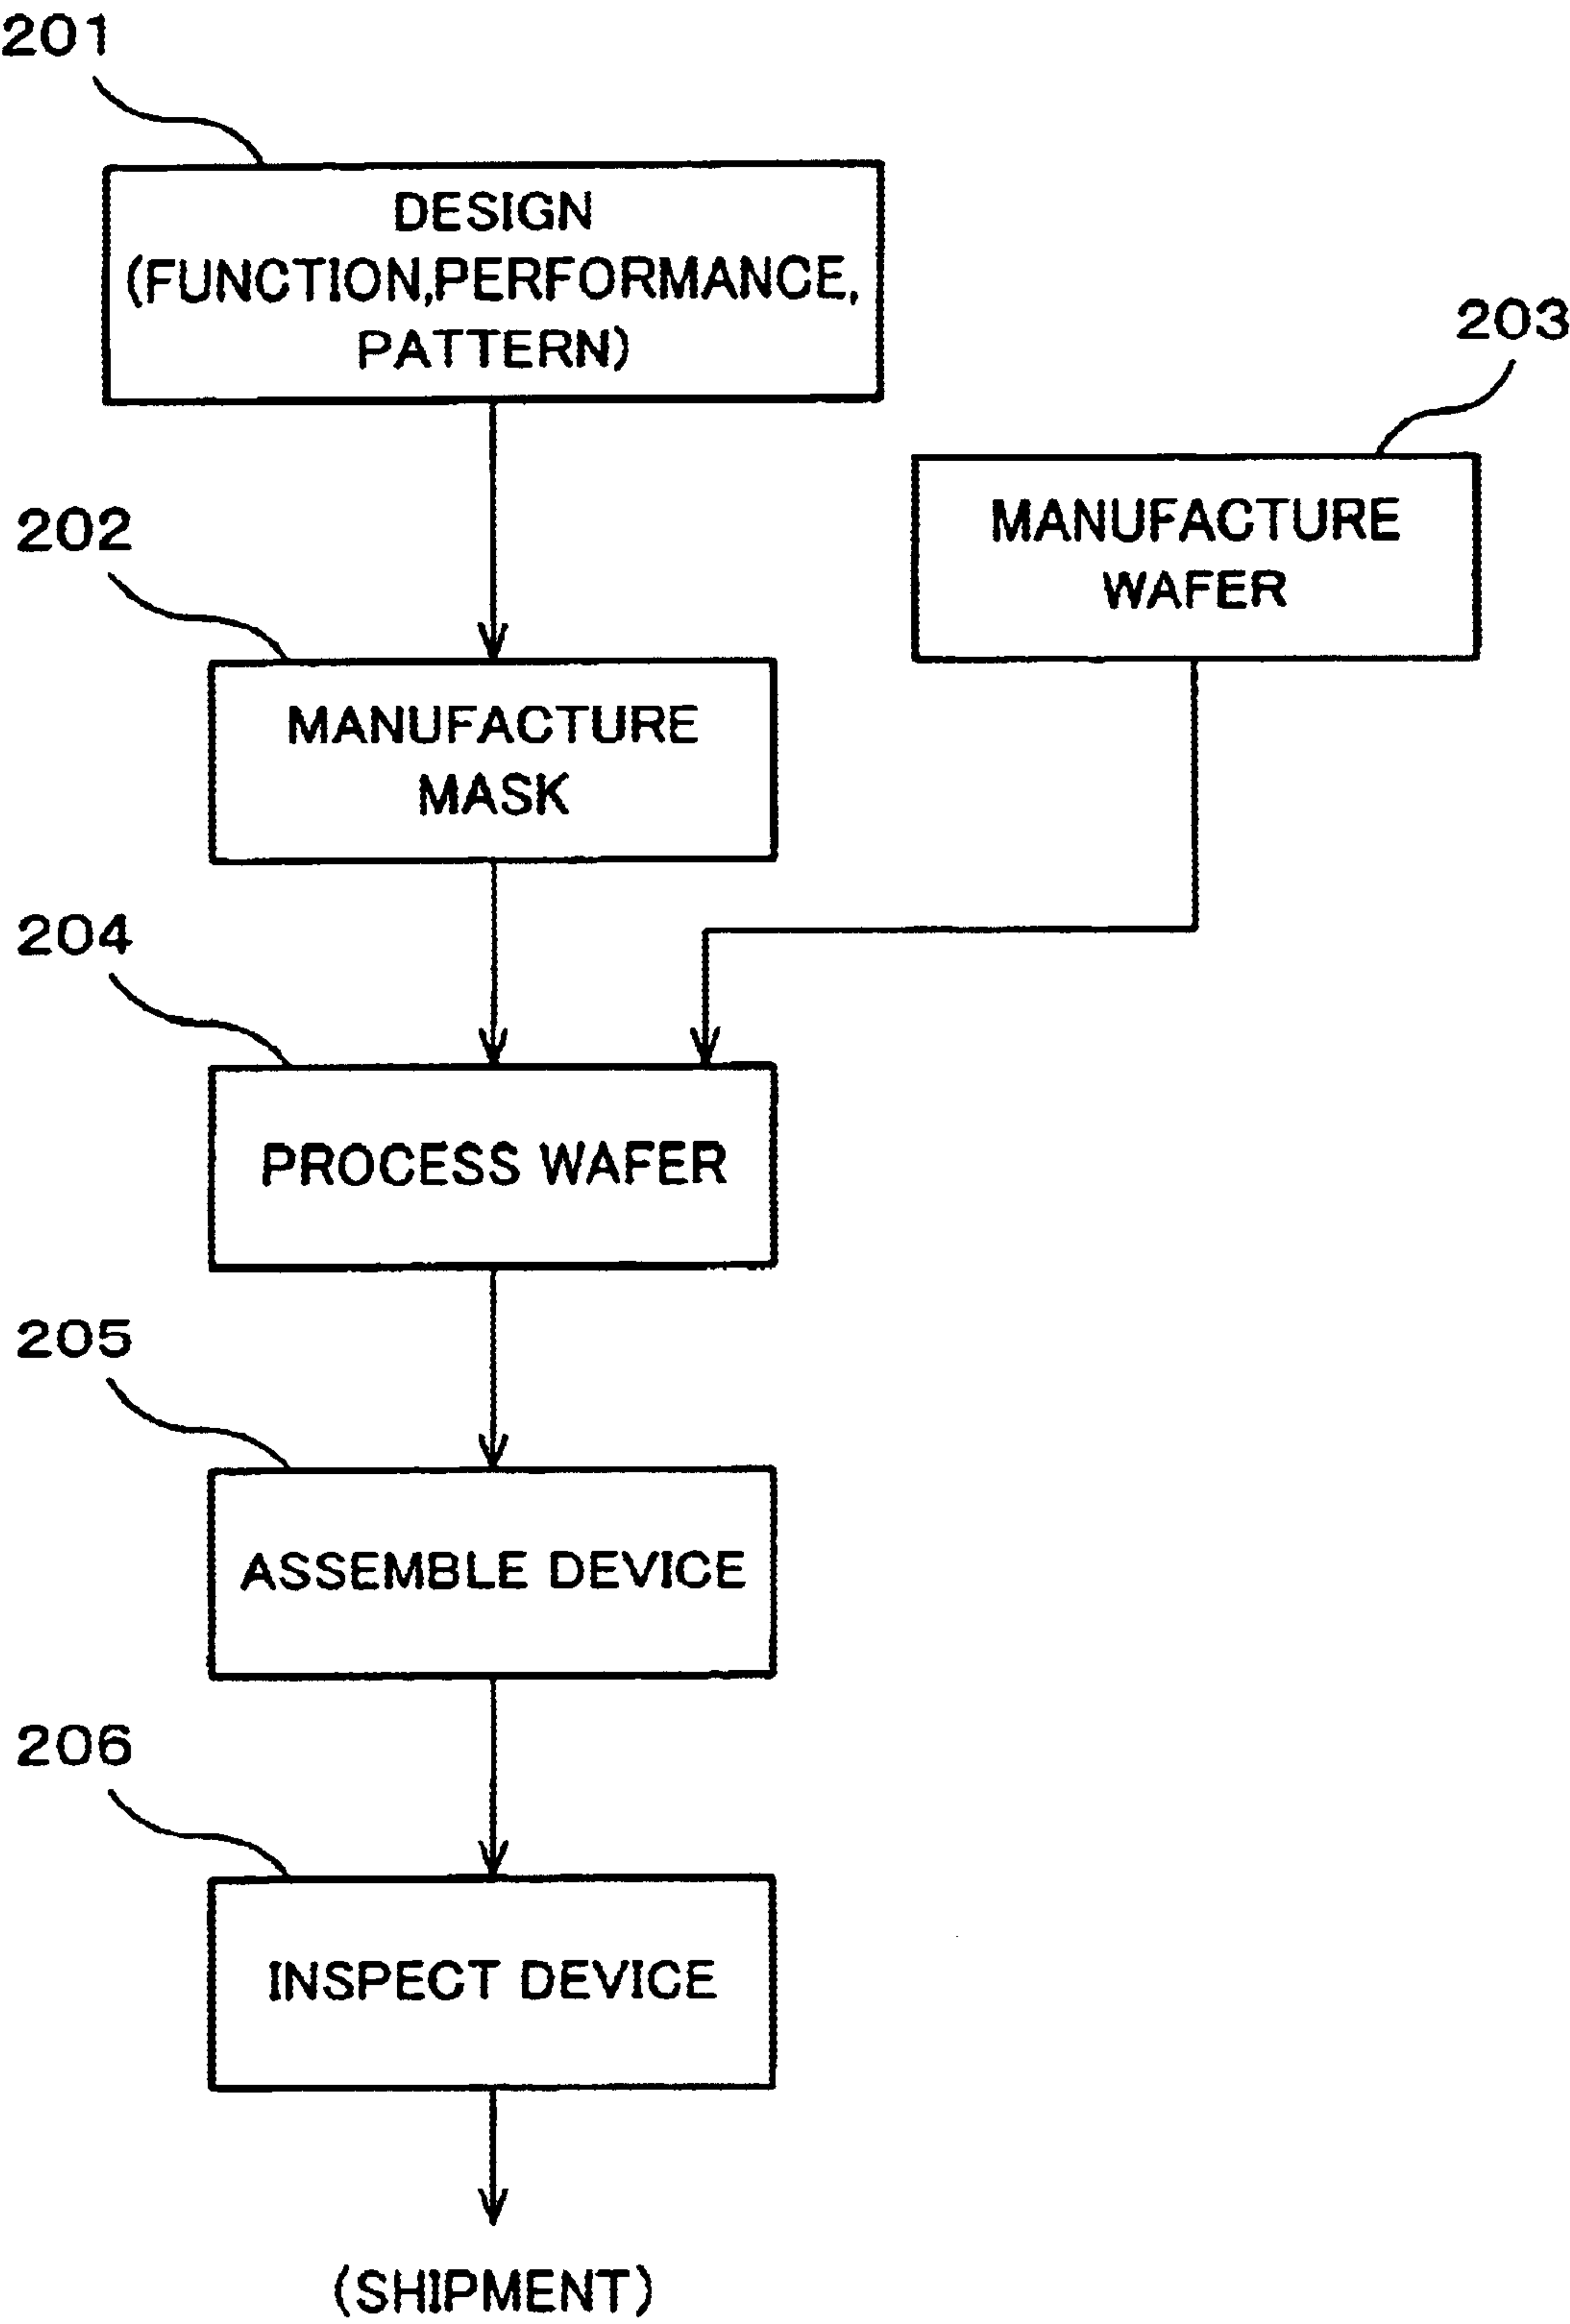 201
DESIGN
(FUNCTION,PERFORMANCE,
PATTERN)
203
MANUFACTURE
WAFER
202
MANUFACTURE
MASK
204
PROCESS WAFER
205
ASSEMBLE DEVICE
206
INSPECT DEVICE
(SHIPMENT)